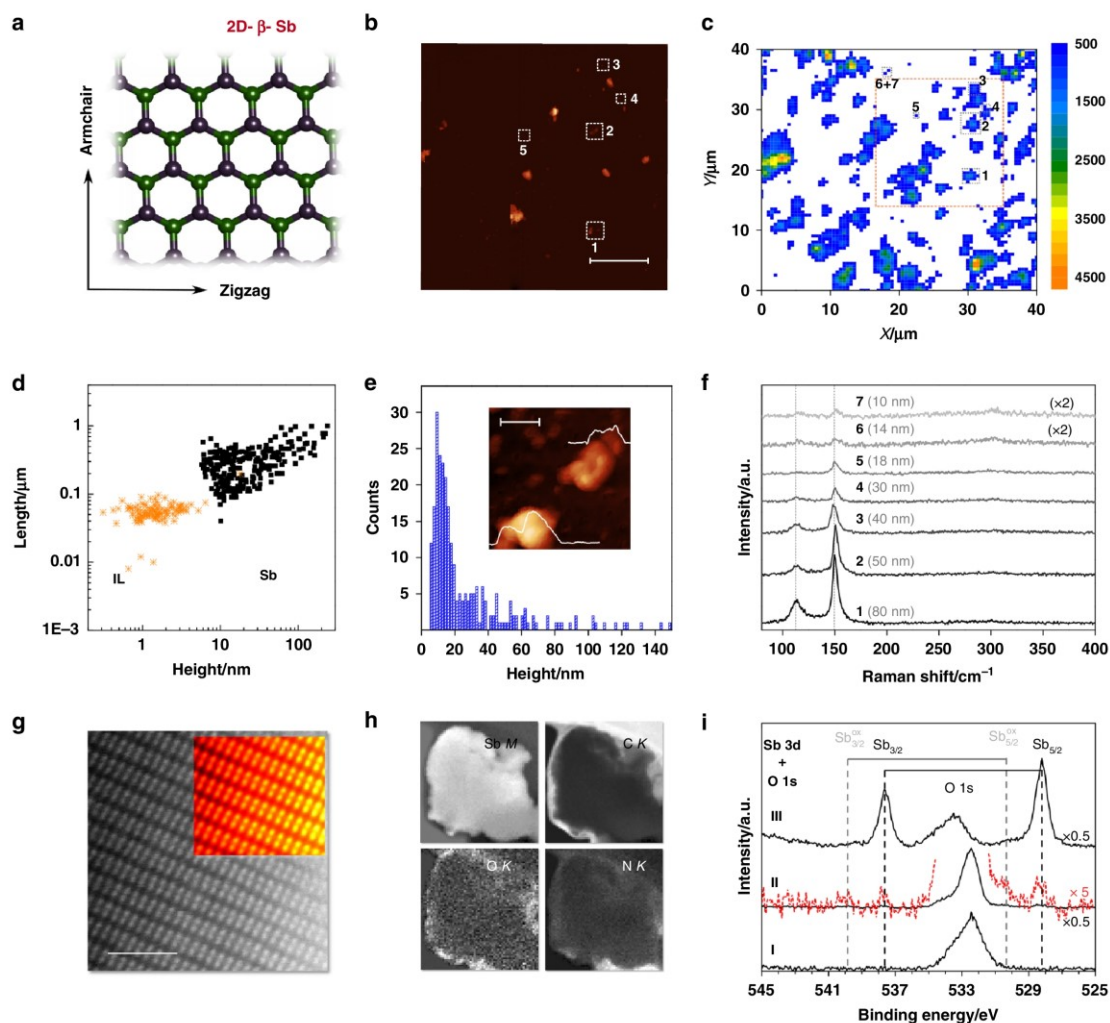 a
2D- β- Sb
Armchair
Zigzag
b
3
4
2
5
1
c
40
30
20
10
0
Y/μm
6+7
3
5
4
2
1
0 10 20 30 40
X/μm
500
1500
2500
3500
4500
d
1
0.1
0.01
1E−3
Length/μm
IL
Sb
1 10 100
Height/nm
e
30
25
20
15
10
5
0
Counts
0 20 40 60 80 100 120 140
Height/nm
f
Intensity/a.u.
7 (10 nm) (×2)
6 (14 nm) (×2)
5 (18 nm)
4 (30 nm)
3 (40 nm)
2 (50 nm)
1 (80 nm)
100 150 200 250 300 350 400
Raman shift/cm⁻¹
g
h
Sb M
C K
O K
N K
i
Intensity/a.u.
Sb 3d
+
O 1s
Sb₃/₂ᵒˣ
Sb₃/₂
Sb₅/₂ᵒˣ
Sb₅/₂
O 1s
III
×0.5
II
× 5
×0.5
I
545 541 537 533 529 525
Binding energy/eV